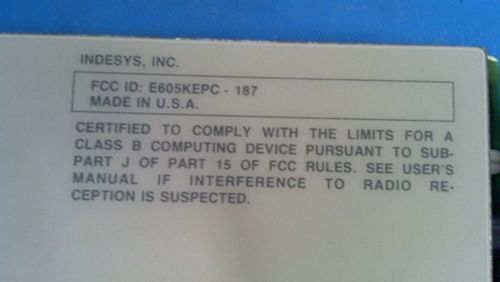 INDESYS, INC.
FCC ID: E605KEPC - 187
MADE IN U.S.A.
CERTIFIED TO COMPLY WITH THE LIMITS FOR A
CLASS B COMPUTING DEVICE PURSUANT TO SUB-
PART J OF PART 15 OF FCC RULES. SEE USER'S
MANUAL IF INTERFERENCE TO RADIO RE-
CEPTION IS SUSPECTED.